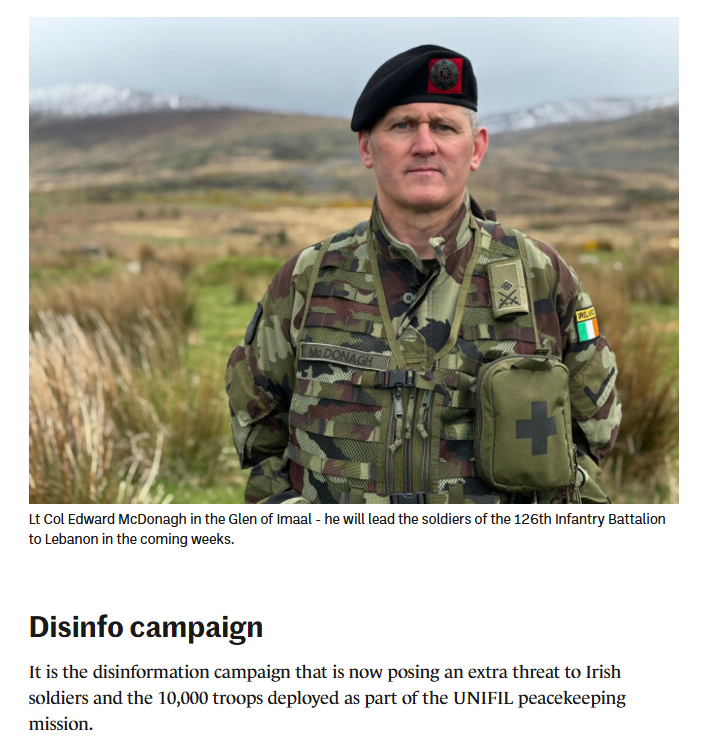 IRELAND
McDONAGH
Lt Col Edward McDonagh in the Glen of Imaal - he will lead the soldiers of the 126th Infantry Battalion
to Lebanon in the coming weeks.
Disinfo campaign
It is the disinformation campaign that is now posing an extra threat to Irish
soldiers and the 10,000 troops deployed as part of the UNIFIL peacekeeping
mission.